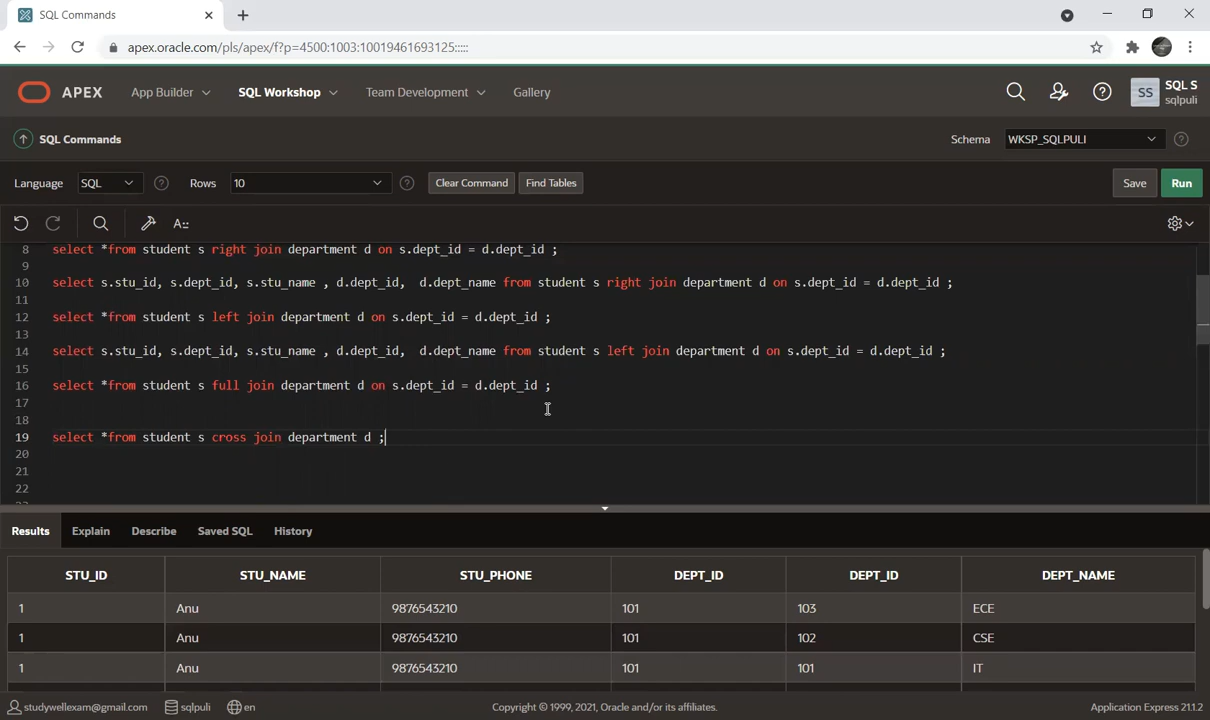 SQL Commands
apex.oracle.com/pls/apex/f?p=4500:1003:10019461693125:::::
APEX App Builder SQL Workshop Team Development Gallery SS SQL S
sqlpuli
SQL Commands Schema WKSP_SQLPULI
Language SQL Rows 10 Clear Command Find Tables Save Run
8 select *from student s right join department d on s.dept_id = d.dept_id ;
9
10 select s.stu_id, s.dept_id, s.stu_name , d.dept_id, d.dept_name from student s right join department d on s.dept_id = d.dept_id ;
11
12 select *from student s left join department d on s.dept_id = d.dept_id ;
13
14 select s.stu_id, s.dept_id, s.stu_name , d.dept_id, d.dept_name from student s left join department d on s.dept_id = d.dept_id ;
15
16 select *from student s full join department d on s.dept_id = d.dept_id ;
17
18
19 select *from student s cross join department d ;
20
21
22
Results Explain Describe Saved SQL History
STU_ID STU_NAME STU_PHONE DEPT_ID DEPT_ID DEPT_NAME
1 Anu 9876543210 101 103 ECE
1 Anu 9876543210 101 102 CSE
1 Anu 9876543210 101 101 IT
studywellexam@gmail.com sqlpuli en Copyright © 1999, 2021, Oracle and/or its affiliates. Application Express 21.1.2